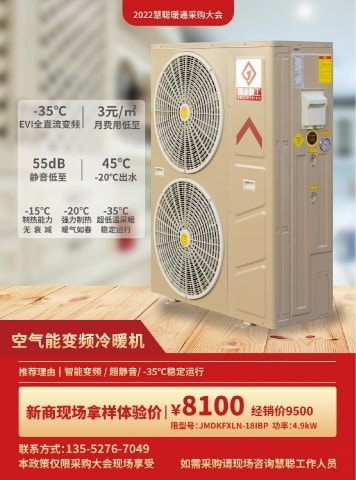 2022慧聪暖通采购大会
-35℃
EVI全直流变频
3元/㎡
月费用低至
55dB
静音低至
45℃
-20℃出水
-15℃
制热能力
无衰减
-20℃
强力制热
暖气如春
-35℃
超低温采暖
稳定运行
空气能变频冷暖机
推荐理由 | 智能变频 / 超静音 / -35℃稳定运行
新商现场拿样体验价 ¥8100 经销价9500
限型号:JMDKFXLN-18IBP 功率:4.9kW
联系方式:135-5276-7049
本政策仅限采购大会现场享受 如需采购请现场咨询慧聪工作人员